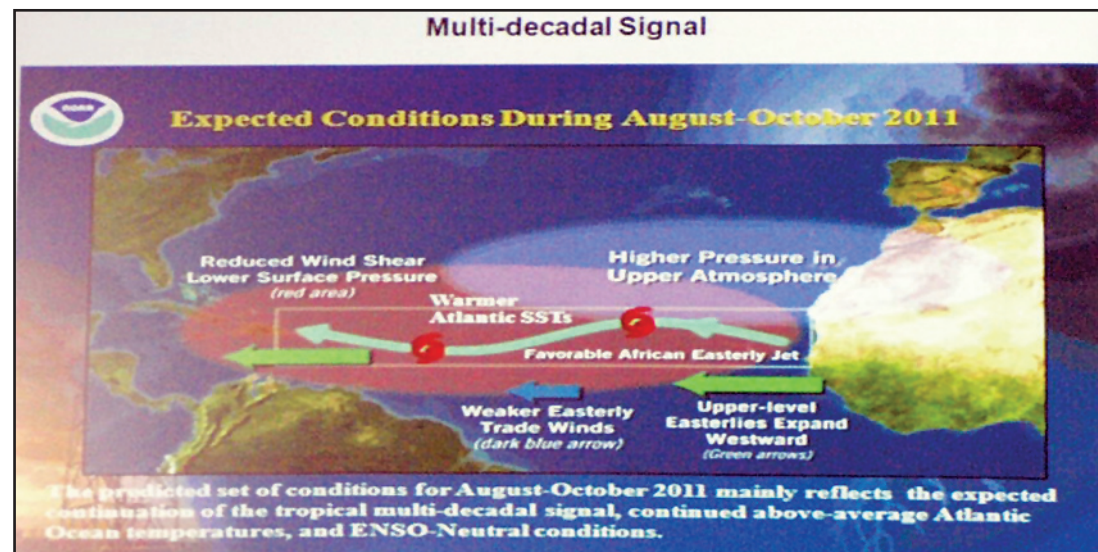 Multi-decadal Signal
NOAA
Expected Conditions During August-October 2011
Reduced Wind Shear
Lower Surface Pressure
(red area)
Higher Pressure in
Upper Atmosphere
Warmer
Atlantic SSTs
Favorable African Easterly Jet
Weaker Easterly
Trade Winds
(dark blue arrow)
Upper-level
Easterlies Expand
Westward
(Green arrows)
The predicted set of conditions for August-October 2011 mainly reflects the expected
continuation of the tropical multi-decadal signal, continued above-average Atlantic
Ocean temperatures, and ENSO-Neutral conditions.